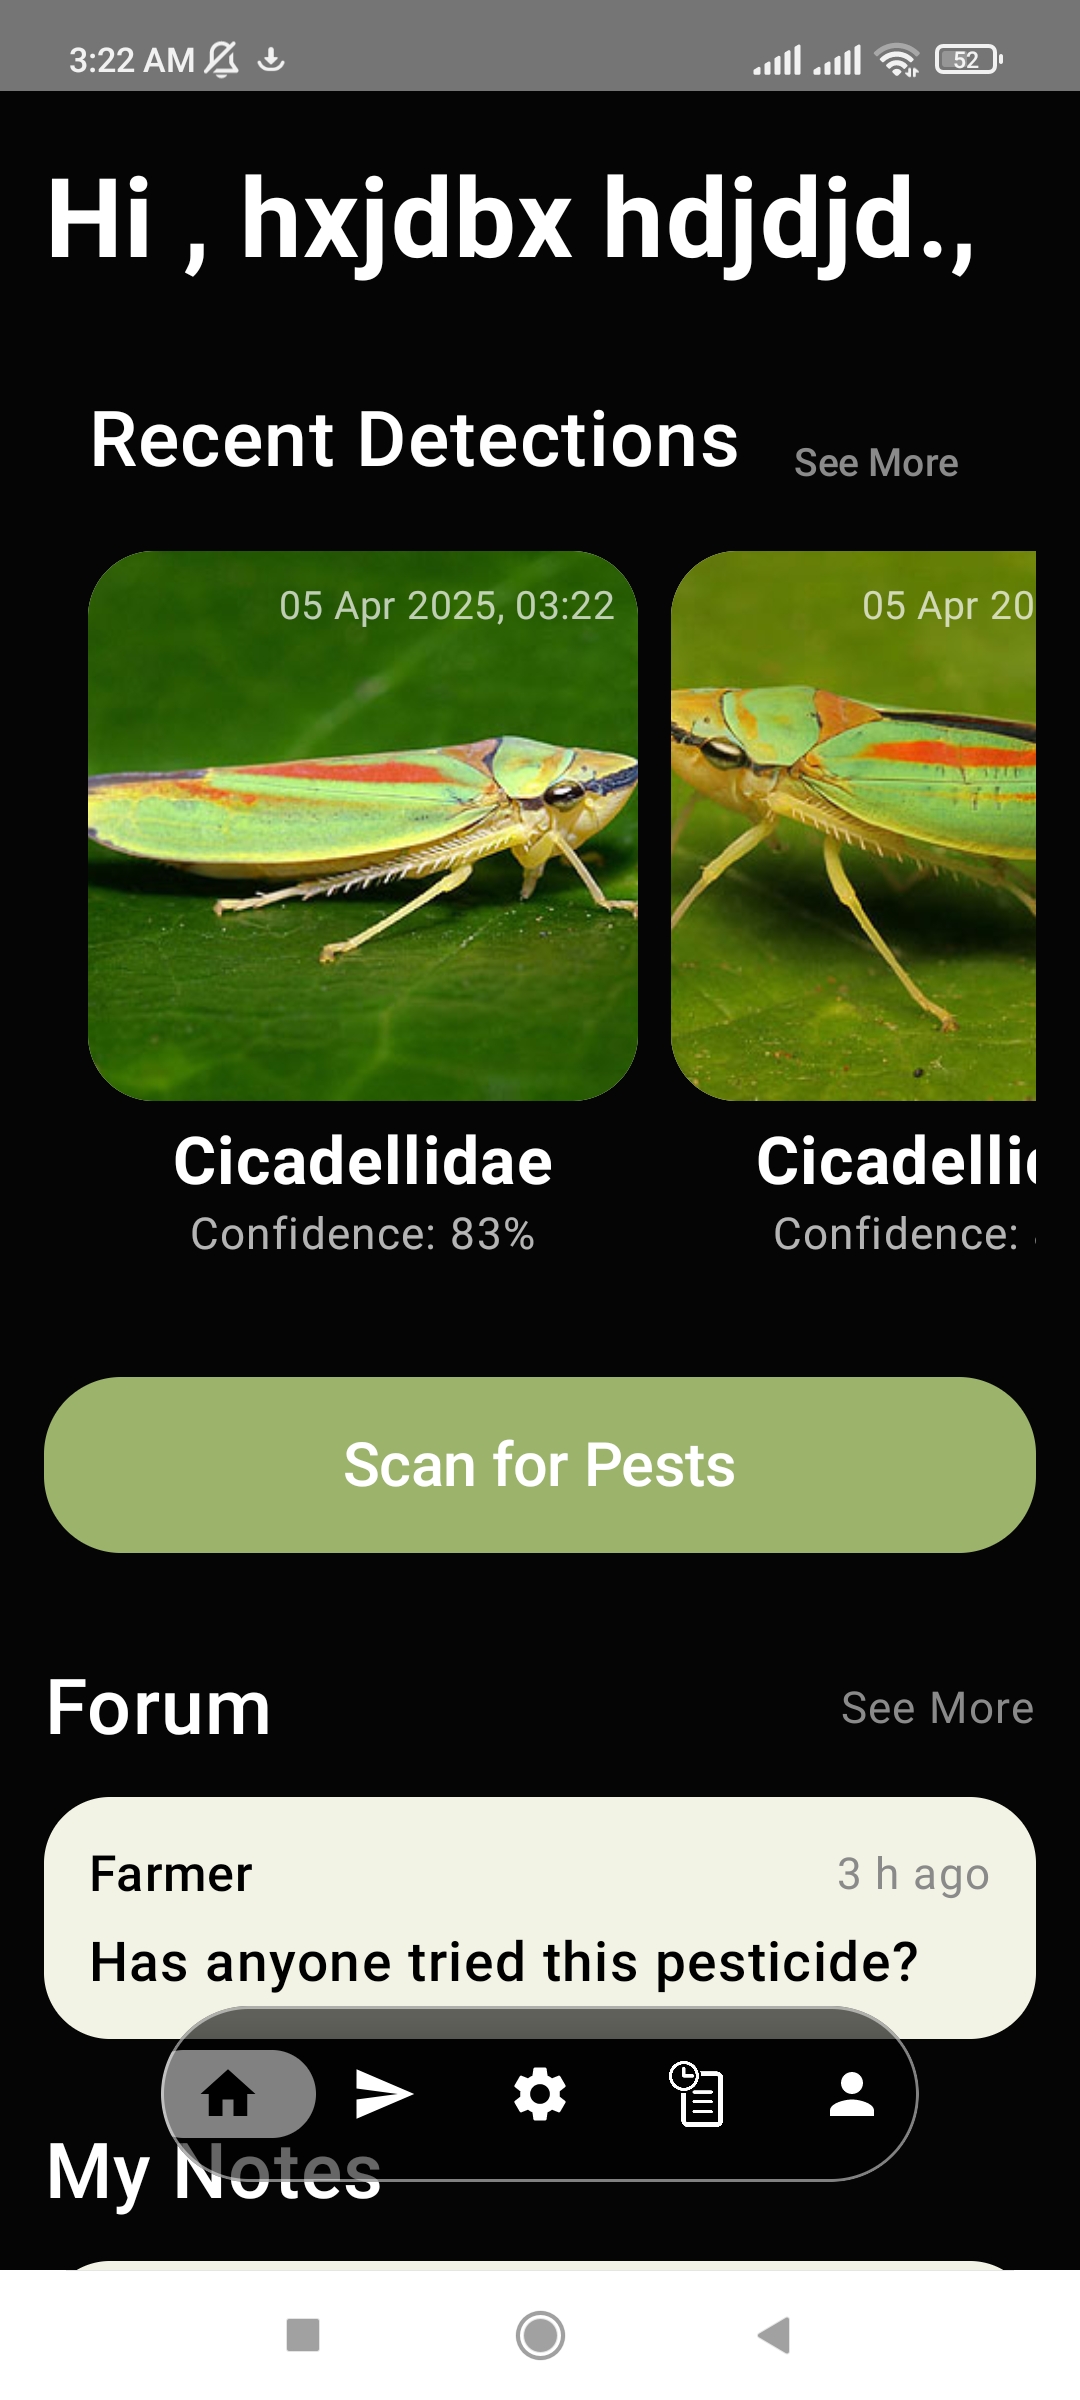 3:22 AM
52
Hi , hxjdbx hdjdjd.,
Recent Detections
See More
05 Apr 2025, 03:22
05 Apr 20
Cicadellidae
Confidence: 83%
Cicadellid
Confidence:
Scan for Pests
Forum
See More
Farmer
3 h ago
Has anyone tried this pesticide?
My Notes